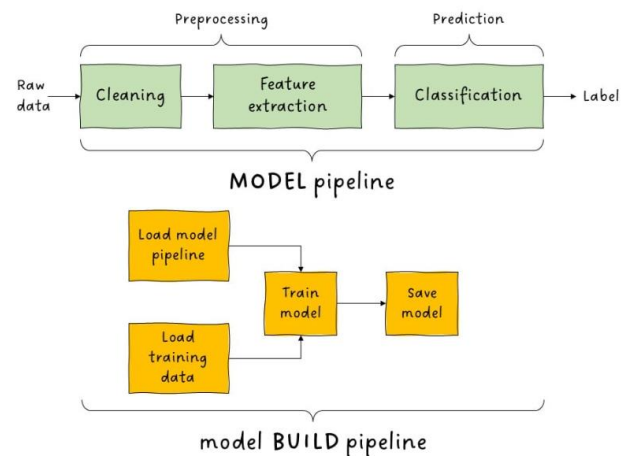 Preprocessing
Prediction
Raw
data
Cleaning
Feature
extraction
Classification
Label
MODEL pipeline
Load model
pipeline
Train
model
Save
model
Load
training
data
model BUILD pipeline